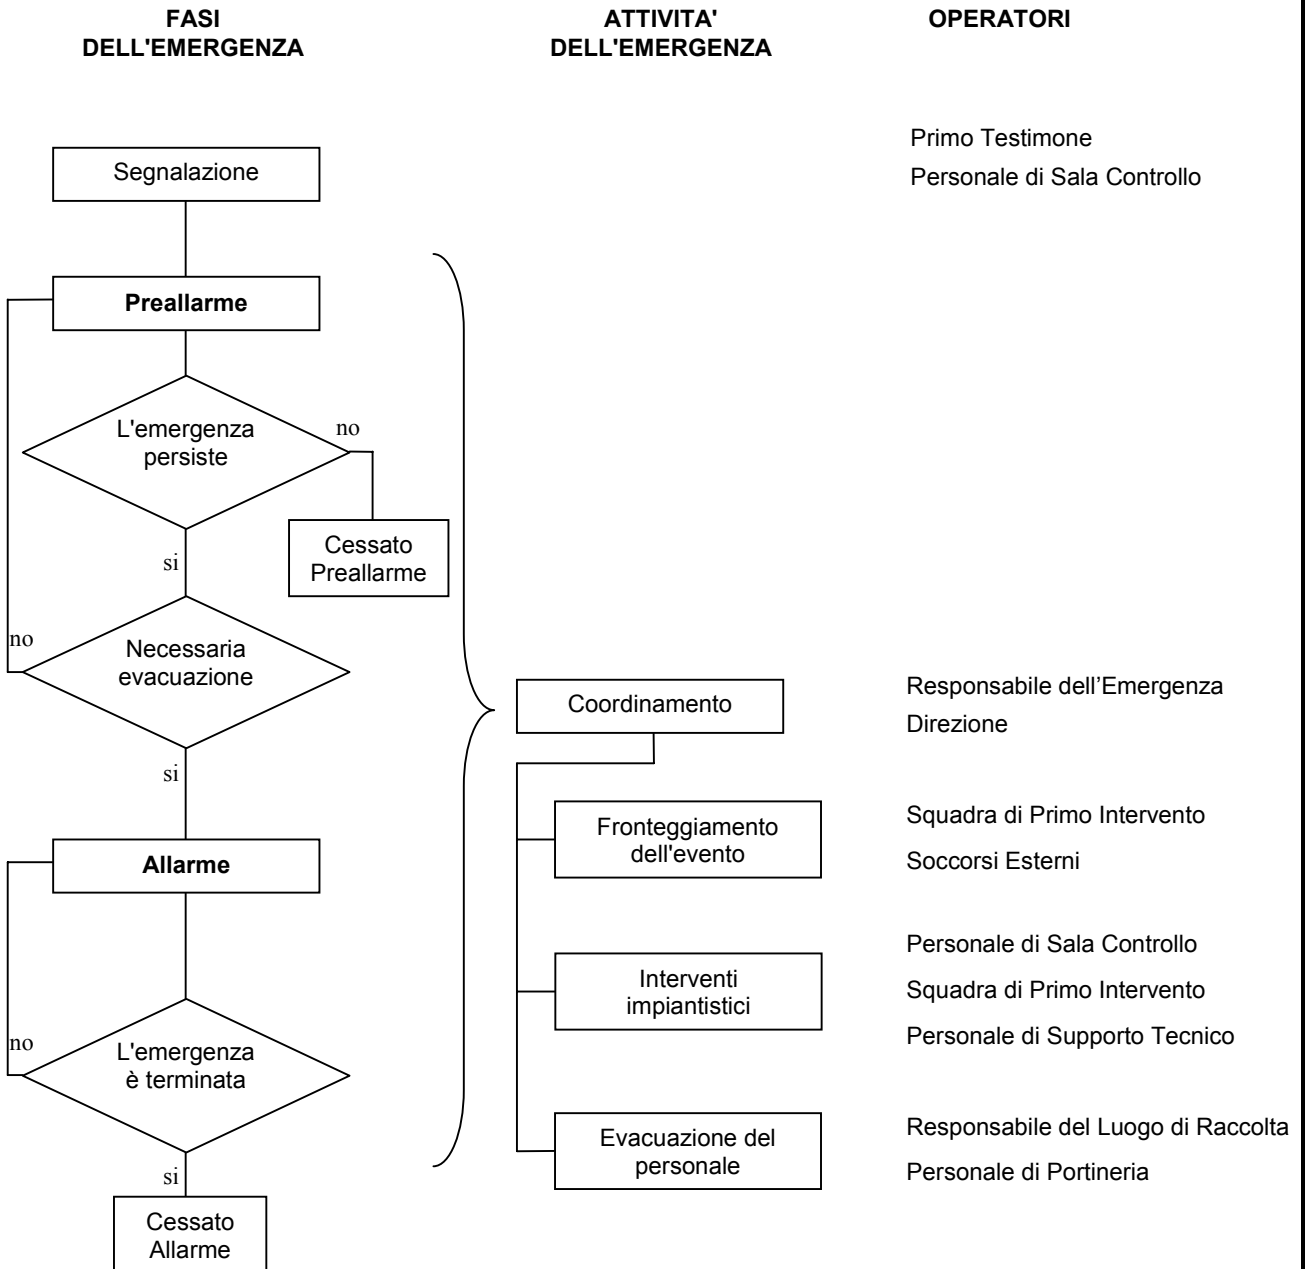 FASI
DELL'EMERGENZA
ATTIVITA'
DELL'EMERGENZA
OPERATORI
Primo Testimone
Segnalazione
Personale di Sala Controllo
Preallarme
L'emergenza
persiste
no
Cessato
Preallarme
si
no
Necessaria
evacuazione
si
Coordinamento
Responsabile dell’Emergenza
Direzione
Allarme
Fronteggiamento
dell'evento
Squadra di Primo Intervento
Soccorsi Esterni
Interventi
impiantistici
Personale di Sala Controllo
Squadra di Primo Intervento
Personale di Supporto Tecnico
no
L'emergenza
è terminata
si
Evacuazione del
personale
Responsabile del Luogo di Raccolta
Personale di Portineria
Cessato
Allarme